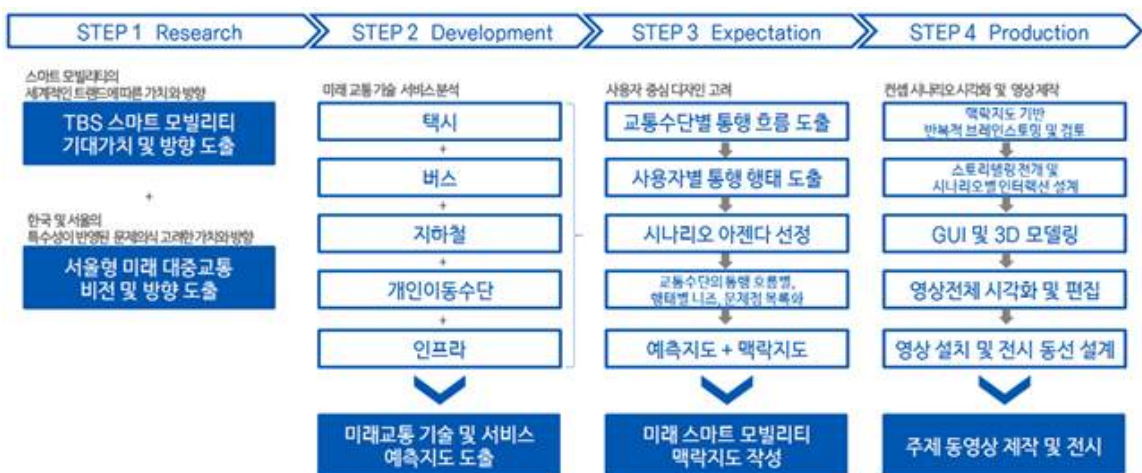 STEP 1 Research
STEP 2 Development
STEP 3 Expectation
STEP 4 Production
스마트 모빌리티의
세계적인 트랜드에 따른 가치와 방향
TBS 스마트 모빌리티
기대가치 및 방향 도출
+
한국 및 서울의
특수성이 반영된 문제의식 고려한 가치와 방향
서울형 미래 대중교통
비전 및 방향 도출
미래 교통기술 서비스 분석
택시
+
버스
+
지하철
+
개인이동수단
+
인프라
미래교통 기술 및 서비스
예측지도 도출
사용자 중심 디자인 고려
교통수단별 통행 흐름 도출
사용자별 통행 행태 도출
시나리오 아젠다 선정
교통수단의 통행 흐름별,
행태별 니즈, 문제점 목록화
예측지도 + 맥락지도
미래 스마트 모빌리티
맥락지도 작성
컨셉 시나리오 시각화 및 영상 제작
맥락지도 기반
반복적 브레인스토밍 및 검토
스토리텔링 전개 및
시나리오별 인터랙션 설계
GUI 및 3D 모델링
영상전체 시각화 및 편집
영상 설치 및 전시 동선 설계
주제 동영상 제작 및 전시